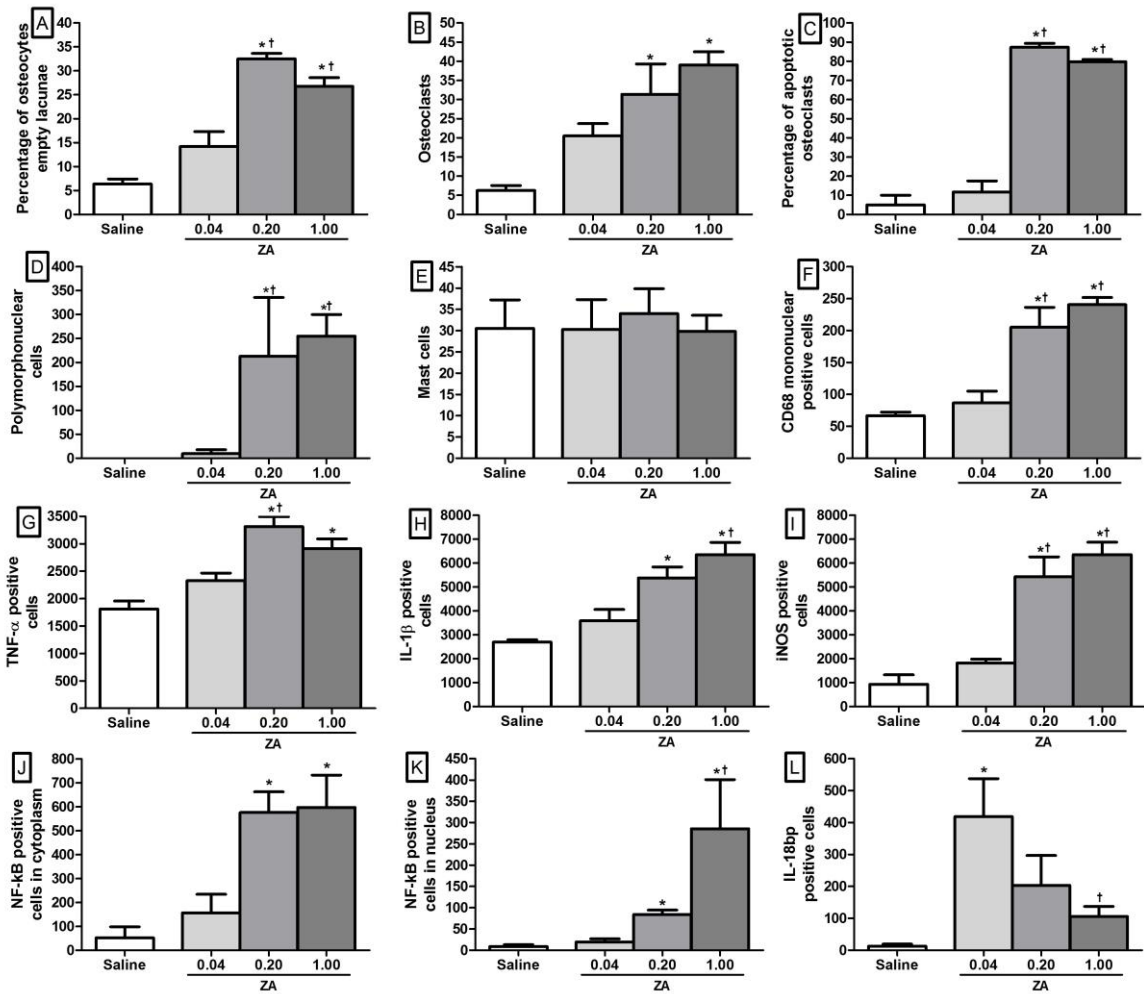 A
Percentage of osteocytes
empty lacunae
40
35
30
25
20
15
10
5
0
*†
*†
Saline
0.04
0.20
1.00
ZA
B
Osteoclasts
50
45
40
35
30
25
20
15
10
5
0
*
*
Saline
0.04
0.20
1.00
ZA
C
Percentage of apoptotic
osteoclasts
100
90
80
70
60
50
40
30
20
10
0
*†
*†
Saline
0.04
0.20
1.00
ZA
D
Polymorphonuclear
cells
400
350
300
250
200
150
100
50
0
*†
*†
Saline
0.04
0.20
1.00
ZA
E
Mast cells
45
40
35
30
25
20
15
10
5
0
Saline
0.04
0.20
1.00
ZA
F
CD68 mononuclear
positive cells
300
250
200
150
100
50
0
*†
*†
Saline
0.04
0.20
1.00
ZA
G
TNF-α positive
cells
3500
3000
2500
2000
1500
1000
500
0
*†
*
Saline
0.04
0.20
1.00
ZA
H
IL-1β positive
cells
8000
7000
6000
5000
4000
3000
2000
1000
0
*
*†
Saline
0.04
0.20
1.00
ZA
I
iNOS positive
cells
8000
7000
6000
5000
4000
3000
2000
1000
0
*†
*†
Saline
0.04
0.20
1.00
ZA
J
NF-kB positive
cells in cytoplasm
800
700
600
500
400
300
200
100
0
*
*
Saline
0.04
0.20
1.00
ZA
K
NF-kB positive
cells in nucleus
450
400
350
300
250
200
150
100
50
0
*
*†
Saline
0.04
0.20
1.00
ZA
L
IL-18bp
positive cells
600
500
400
300
200
100
0
*
†
Saline
0.04
0.20
1.00
ZA